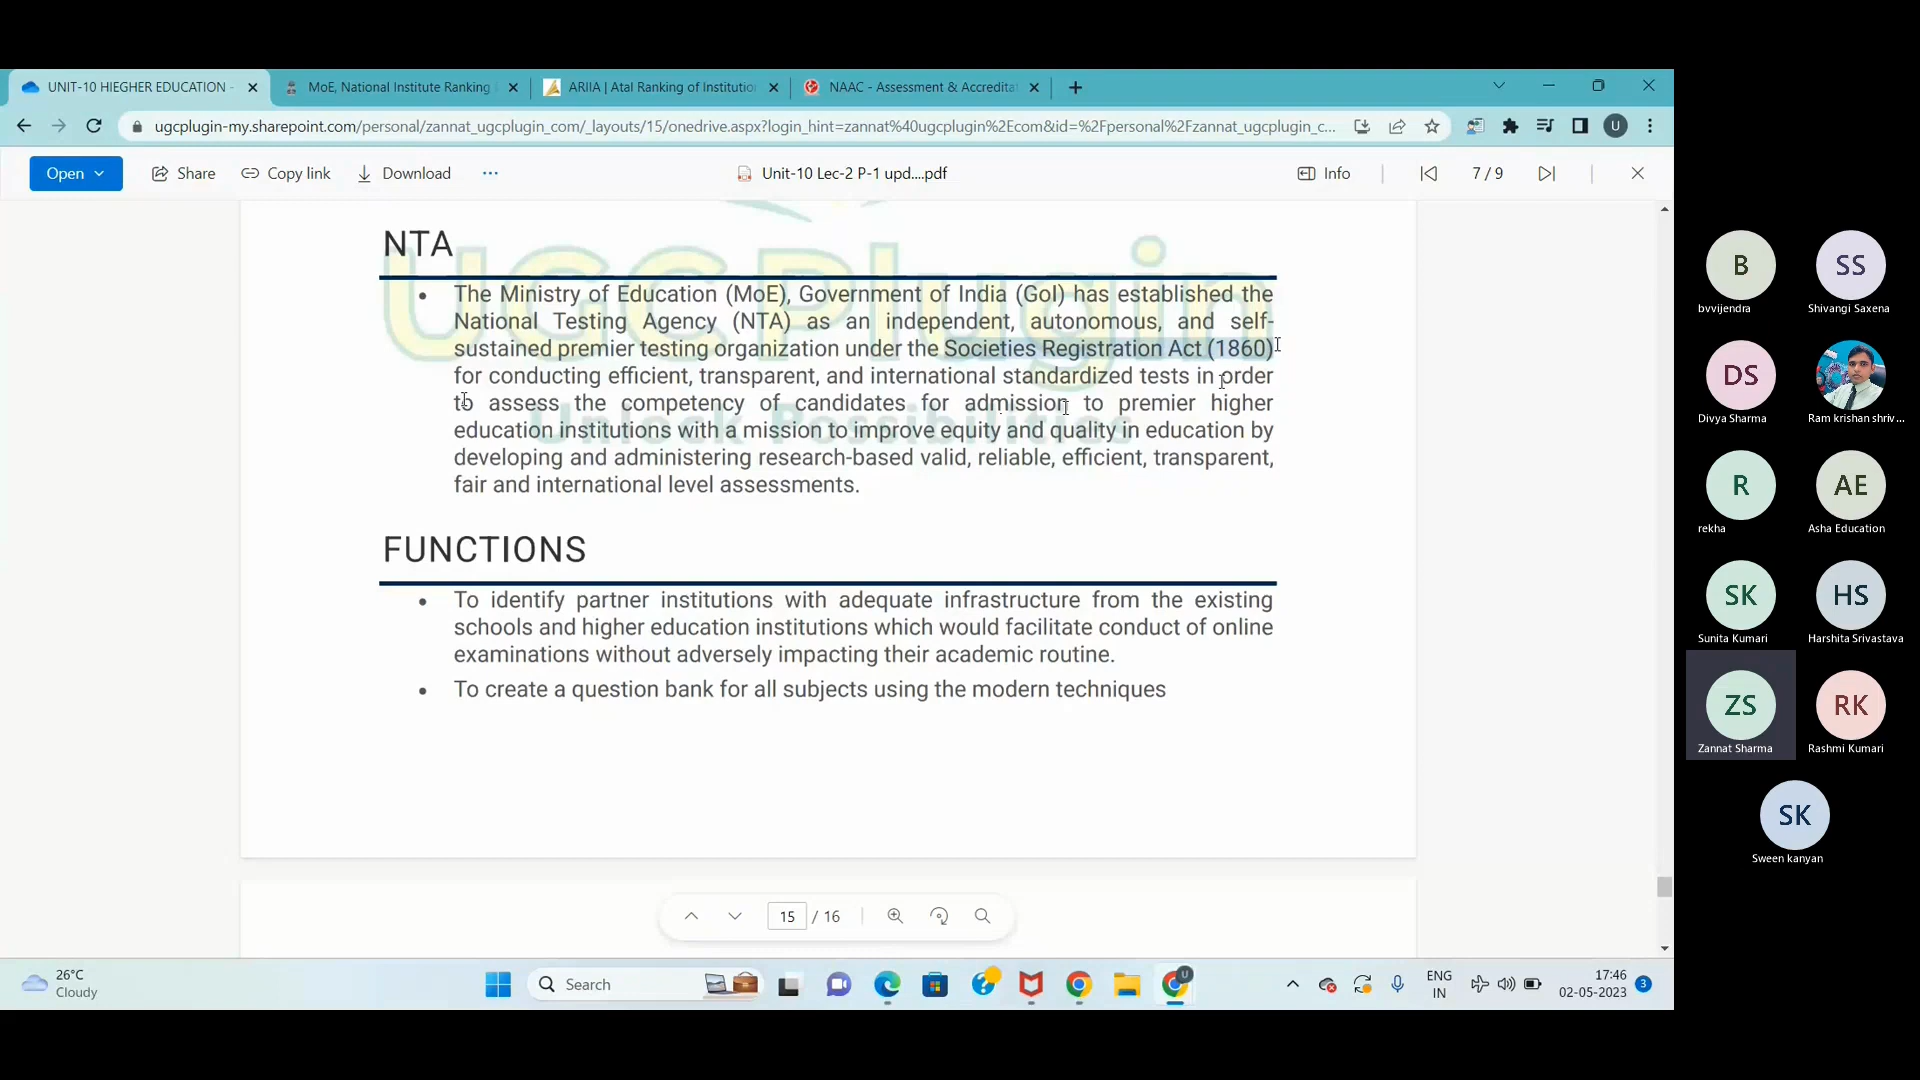 UNIT-10 HIEGHER EDUCATION -
MoE, National Institute Ranking
ARIIA | Atal Ranking of Institutio
NAAC - Assessment & Accredita
ugcplugin-my.sharepoint.com/personal/zannat_ugcplugin_com/_layouts/15/onedrive.aspx?login_hint=zannat%40ugcplugin%2Ecom&id=%2Fpersonal%2Fzannat_ugcplugin_c...
U
Open
Share
Copy link
Download
Unit-10 Lec-2 P-1 upd....pdf
Info
7 / 9
UGCPlugin
Unlock Possibilities
NTA
• The Ministry of Education (MoE), Government of India (GoI) has established the
National Testing Agency (NTA) as an independent, autonomous, and self-
sustained premier testing organization under the Societies Registration Act (1860)
for conducting efficient, transparent, and international standardized tests in order
to assess the competency of candidates for admission to premier higher
education institutions with a mission to improve equity and quality in education by
developing and administering research-based valid, reliable, efficient, transparent,
fair and international level assessments.
FUNCTIONS
• To identify partner institutions with adequate infrastructure from the existing
schools and higher education institutions which would facilitate conduct of online
examinations without adversely impacting their academic routine.
• To create a question bank for all subjects using the modern techniques
15 / 16
26°C
Cloudy
Search
U
ENG
IN
17:46
02-05-2023
3
B
bvvijendra
SS
Shivangi Saxena
DS
Divya Sharma
Ram krishan shriv...
R
rekha
AE
Asha Education
SK
Sunita Kumari
HS
Harshita Srivastava
ZS
Zannat Sharma
RK
Rashmi Kumari
SK
Sween kanyan